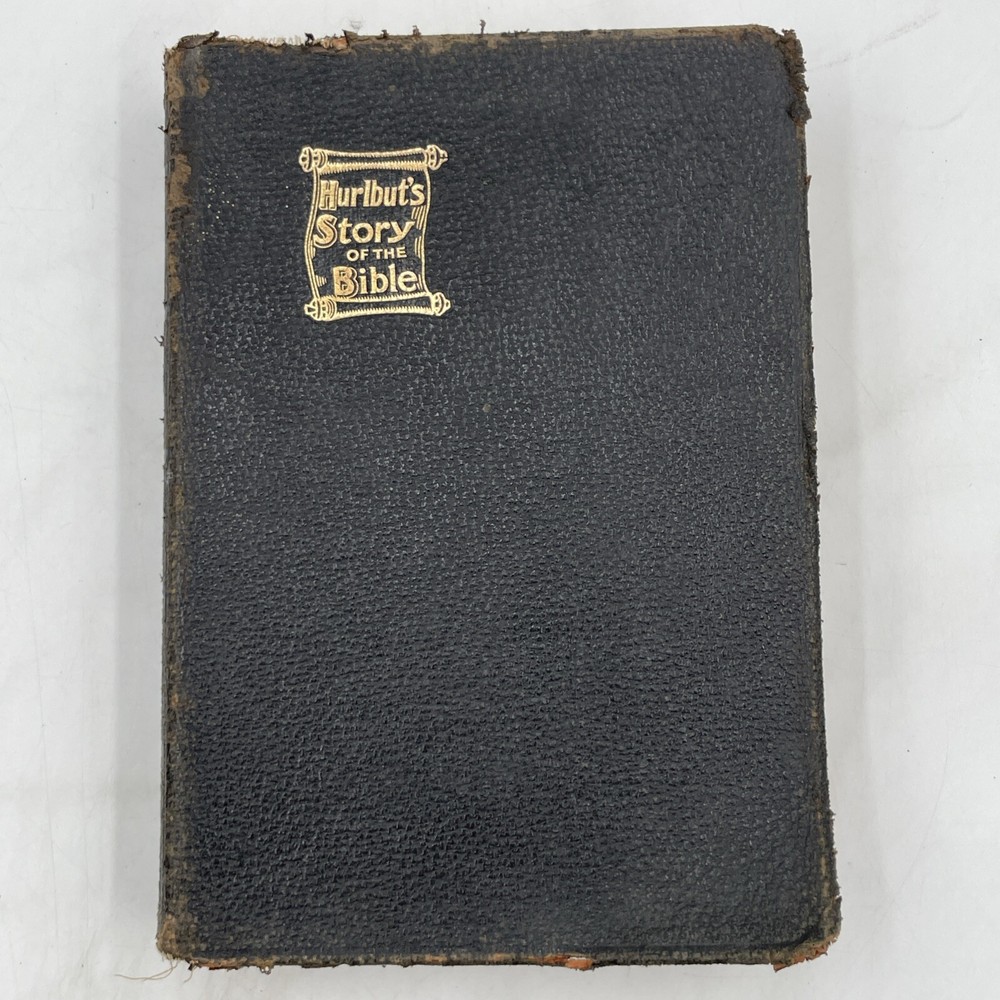 Hurlbut's
Story
OF THE
Bible